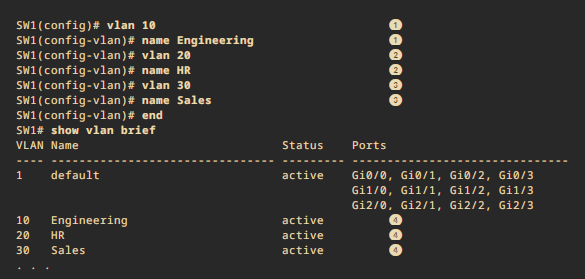 SW1(config)# vlan 10 1
SW1(config-vlan)# name Engineering 1
SW1(config-vlan)# vlan 20 2
SW1(config-vlan)# name HR 2
SW1(config-vlan)# vlan 30 3
SW1(config-vlan)# name Sales 3
SW1(config-vlan)# end
SW1# show vlan brief
VLAN Name Status Ports
---- -------------------------------- --------- -------------------------------
1 default active Gi0/0, Gi0/1, Gi0/2, Gi0/3
Gi1/0, Gi1/1, Gi1/2, Gi1/3
Gi2/0, Gi2/1, Gi2/2, Gi2/3
10 Engineering active 4
20 HR active 4
30 Sales active 4
. . .